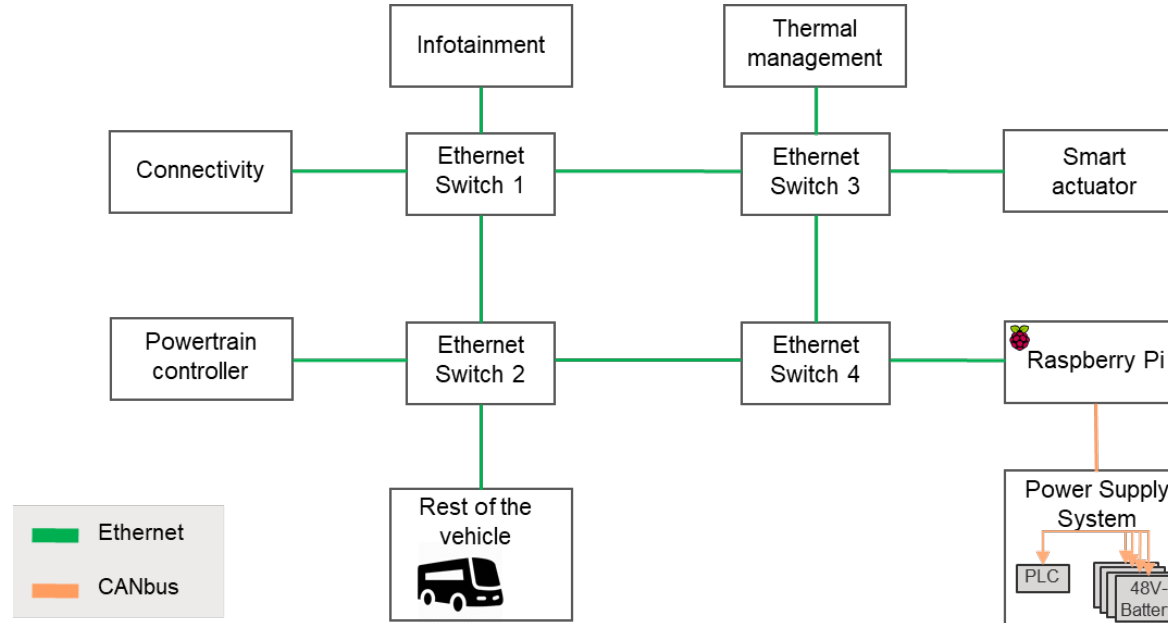 Infotainment
Thermal
management
Connectivity
Ethernet
Switch 1
Ethernet
Switch 3
Smart
actuator
Powertrain
controller
Ethernet
Switch 2
Ethernet
Switch 4
Raspberry Pi
Rest of the
vehicle
Power Supply
System
PLC
48V-
Batter
Ethernet
CANbus